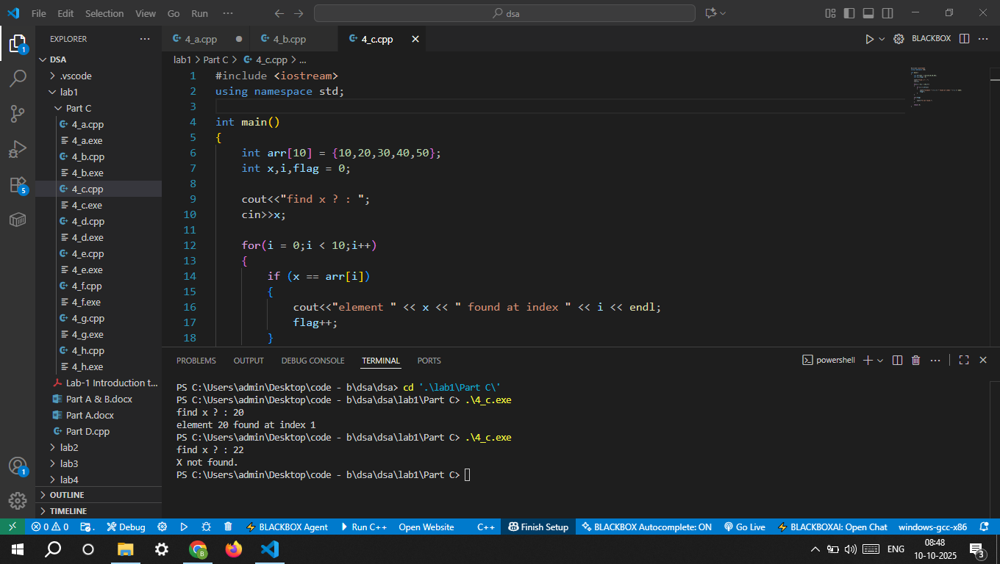 File Edit Selection View Go Run ··· dsa
EXPLORER ···
DSA
.vscode
lab1
Part C
4_a.cpp
4_a.exe
4_b.cpp
4_b.exe
4_c.cpp
4_c.exe
4_d.cpp
4_d.exe
4_e.cpp
4_e.exe
4_f.cpp
4_f.exe
4_g.cpp
4_g.exe
4_h.cpp
4_h.exe
Lab-1 Introduction t...
Part A & B.docx
Part A.docx
Part D.cpp
lab2
lab3
lab4
OUTLINE
TIMELINE
1
5
1
4_a.cpp 4_b.cpp 4_c.cpp BLACKBOX ···
lab1 > Part C > 4_c.cpp > ...
1 #include <iostream>
2 using namespace std;
3
4 int main()
5 {
6 int arr[10] = {10,20,30,40,50};
7 int x,i,flag = 0;
8
9 cout<<"find x ? : ";
10 cin>>x;
11
12 for(i = 0;i < 10;i++)
13 {
14 if (x == arr[i])
15 {
16 cout<<"element " << x << " found at index " << i << endl;
17 flag++;
18 }
PROBLEMS OUTPUT DEBUG CONSOLE TERMINAL PORTS powershell ···
PS C:\Users\admin\Desktop\code - b\dsa\dsa> cd '.\lab1\Part C\'
PS C:\Users\admin\Desktop\code - b\dsa\dsa\lab1\Part C> .\4_c.exe
find x ? : 20
element 20 found at index 1
PS C:\Users\admin\Desktop\code - b\dsa\dsa\lab1\Part C> .\4_c.exe
find x ? : 22
X not found.
PS C:\Users\admin\Desktop\code - b\dsa\dsa\lab1\Part C>
0 0 . Debug BLACKBOX Agent Run C++ Open Website C++ Finish Setup BLACKBOX Autocomplete: ON Go Live BLACKBOXAI: Open Chat windows-gcc-x86
B ENG 08:48
10-10-2025 3